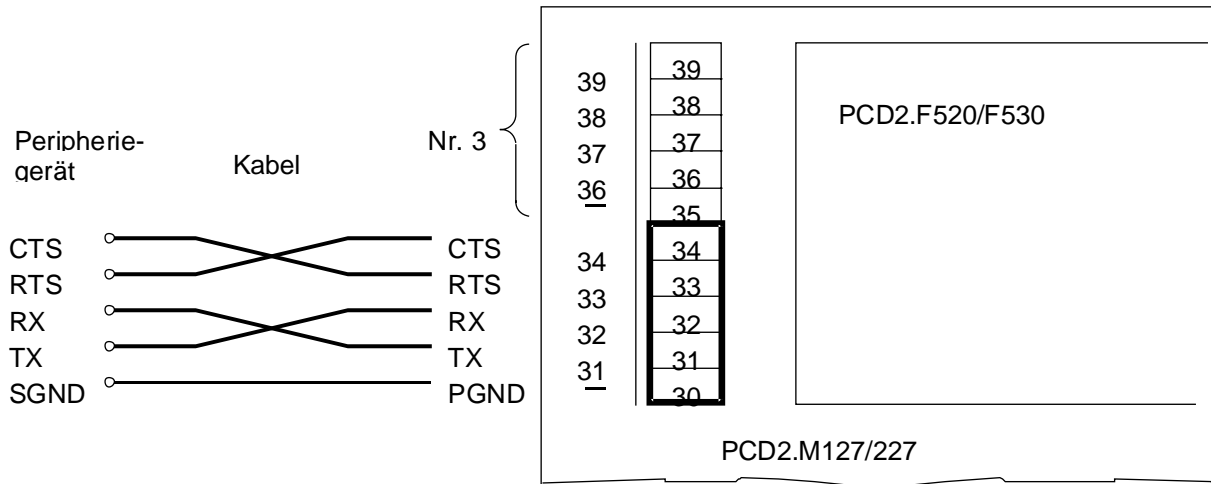 Peripherie-
gerät
Kabel
Nr. 3
CTS
RTS
RX
TX
SGND
CTS
RTS
RX
TX
PGND
39
38
37
36
34
33
32
31
39
38
37
36
35
34
33
32
31
30
PCD2.F520/F530
PCD2.M127/227